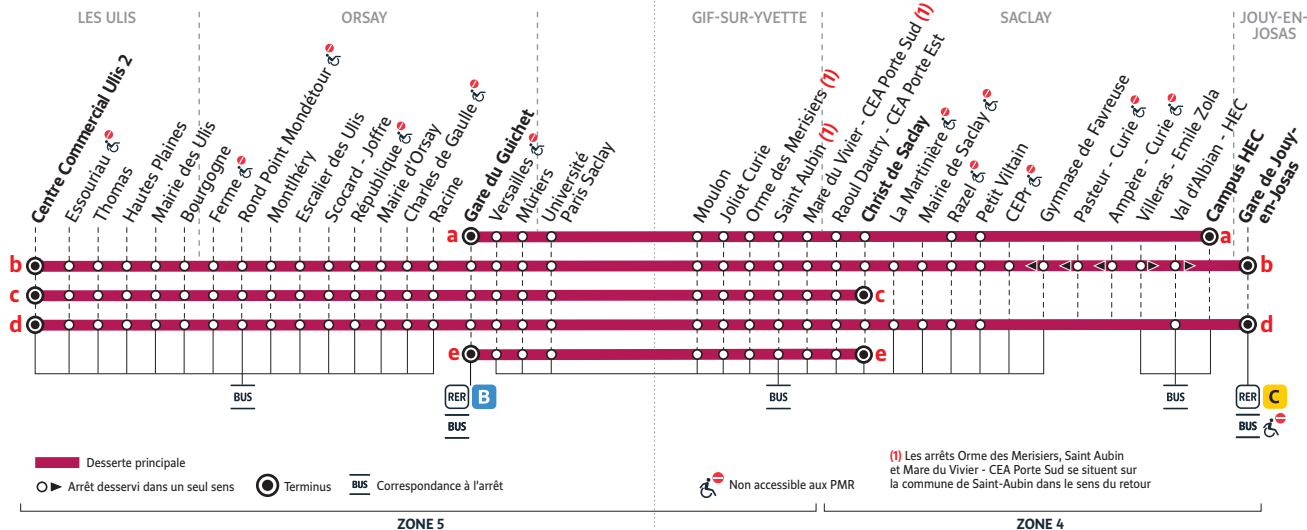 LES ULIS
ORSAY
GIF-SUR-YVETTE
SACLAY
JOUY-EN-
JOSAS
Centre Commercial Ulis 2
Essouriau
Thomas
Hautes Plaines
Mairie des Ulis
Bourgogne
Ferme
Rond Point Mondétour
Montlhéry
Escalier des Ulis
Scocard - Joffre
République
Mairie d'Orsay
Charles de Gaulle
Racine
Gare du Guichet
Versailles
Mûriers
Université
Paris Saclay
Moulon
Joliot Curie
Orme des Merisiers (1)
Saint Aubin (1)
Mare du Vivier - CEA Porte Sud (1)
Raoul Dautry - CEA Porte Est
Christ de Saclay
La Martinière
Mairie de Saclay
Razel
Petit Viltain
CEPr
Gymnase de Favreuse
Pasteur - Curie
Ampère - Curie
Villeras - Emile Zola
Val d'Albian - HEC
Campus HEC
Gare de Jouy-
en-Josas
a
a
b
b
c
c
d
d
e
e
BUS
RER B
BUS
BUS
BUS
RER C
BUS
Desserte principale
Arrêt desservi dans un seul sens
Terminus
BUS Correspondance à l'arrêt
Non accessible aux PMR
(1) Les arrêts Orme des Merisiers, Saint Aubin
et Mare du Vivier - CEA Porte Sud se situent sur
la commune de Saint-Aubin dans le sens du retour
ZONE 5
ZONE 4